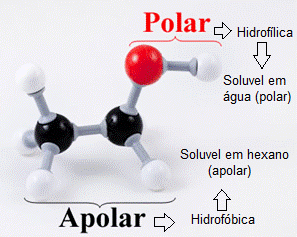 Polar
Hidrofílica
Soluvel em
água (polar)
Soluvel em hexano
(apolar)
Apolar
Hidrofóbica